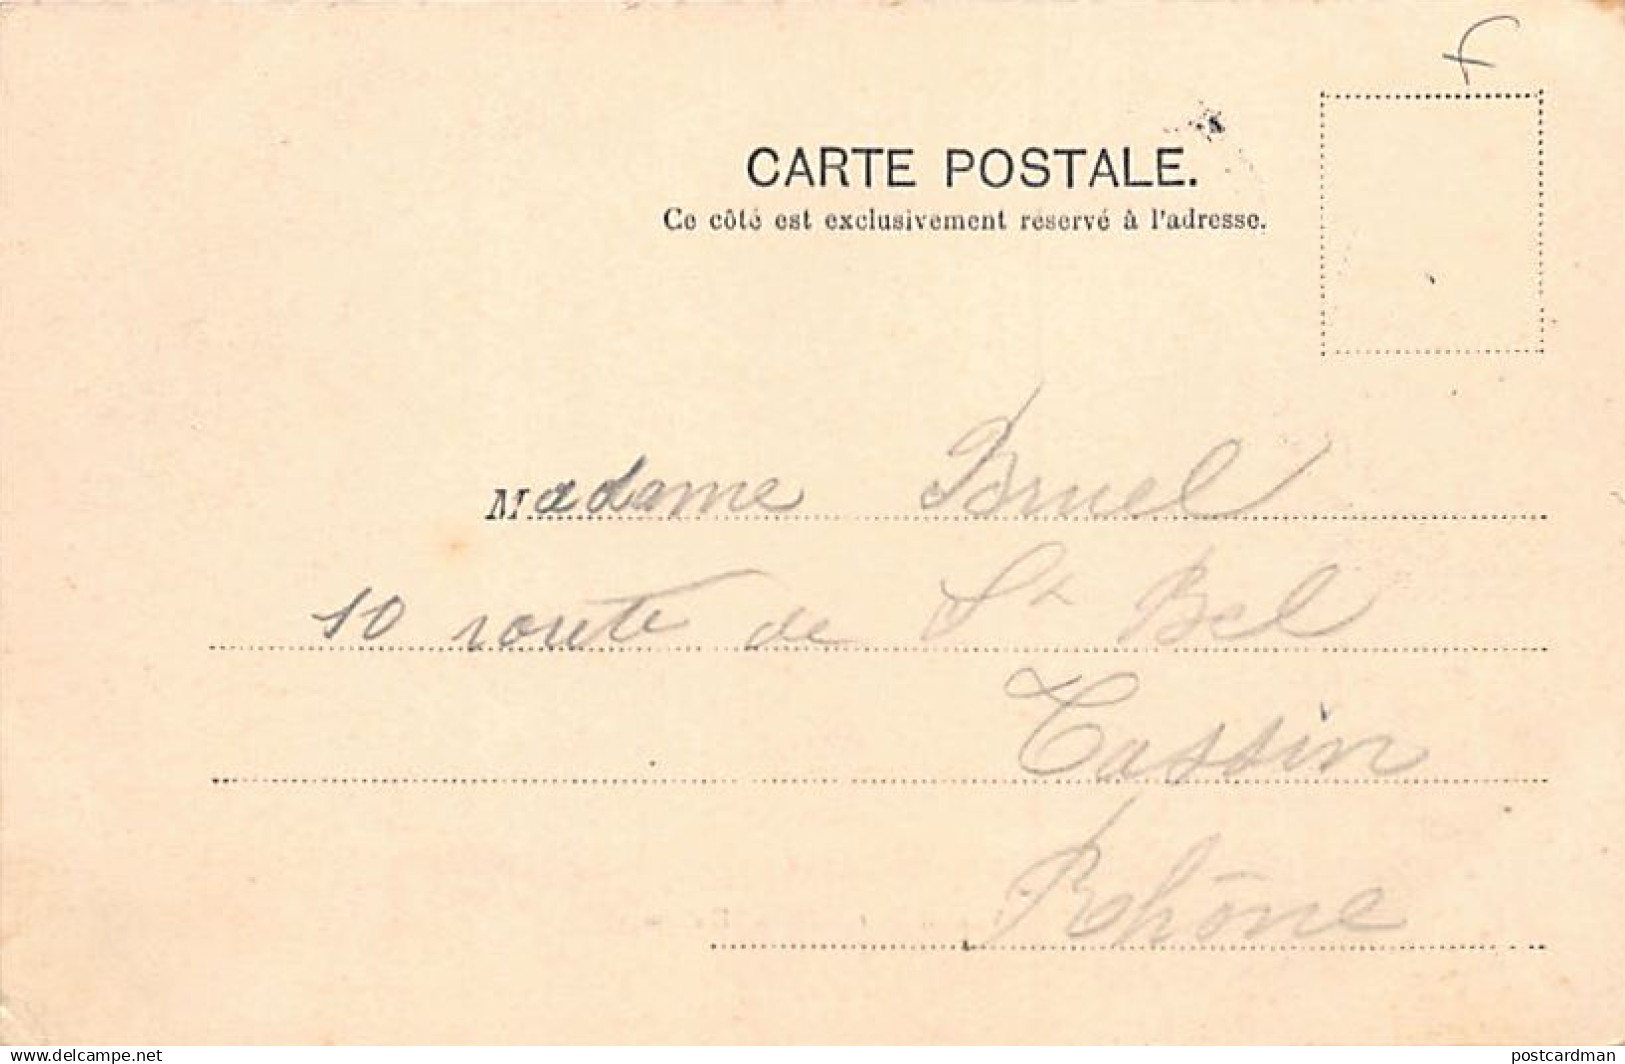 CARTE POSTALE.
Ce côté est exclusivement réservé à l'adresse.
Madame Bruel
10 route de St Bel
Tassin
Rhône
www.delcampe.net postcardman